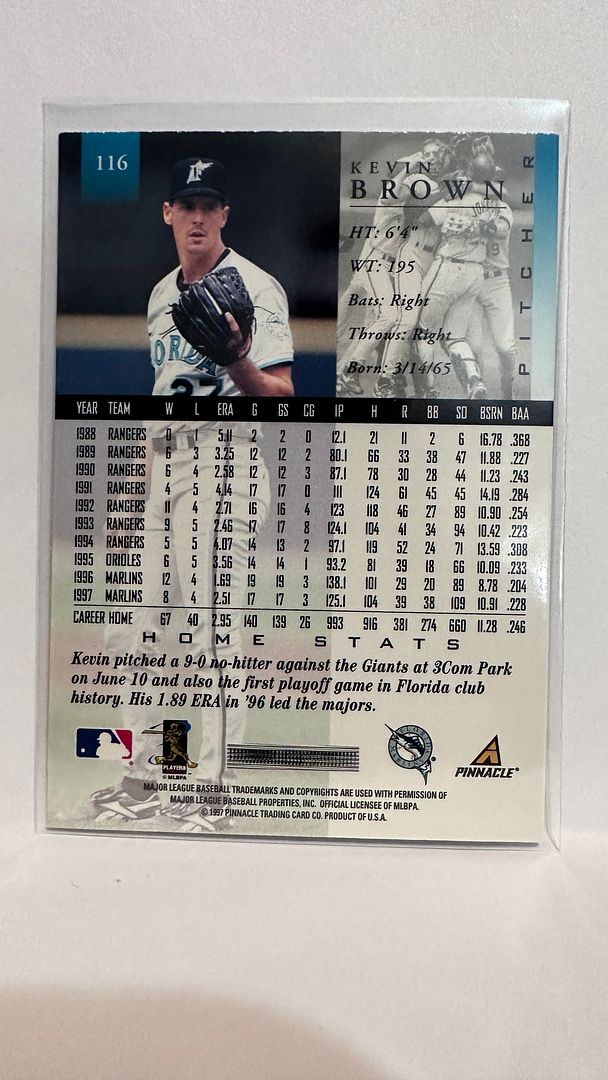 116
KEVIN
BROWN
PITCHER
HT: 6'4"
WT: 195
Bats: Right
Throws: Right
Born: 3/14/65
F
ORIDA
27
YEAR TEAM W L ERA G GS CG IP H R BB SO BSRN BAA
1988 RANGERS 0 5.11 2 2 0 12.1 21 11 2 6 16.78 .368
1989 RANGERS 6 3 3.25 12 12 2 80.1 66 33 38 47 11.88 .227
1990 RANGERS 6 4 2.58 12 12 3 87.1 78 30 28 44 11.23 .243
1991 RANGERS 4 5 4.14 17 17 0 111 124 61 45 45 14.19 .284
1992 RANGERS 11 4 2.71 16 16 4 123 118 46 27 89 10.90 .254
1993 RANGERS 9 5 2.46 17 17 8 124.1 104 41 34 94 10.42 .223
1994 RANGERS 5 5 4.07 14 13 2 97.1 119 52 24 71 13.59 .308
1995 ORIOLES 6 5 3.56 14 14 1 93.2 81 39 18 66 10.09 .233
1996 MARLINS 12 4 1.69 19 19 3 138.1 101 29 20 89 8.78 .204
1997 MARLINS 8 4 2.51 17 17 3 125.1 104 39 38 109 10.91 .228
CAREER HOME 67 40 2.95 140 139 26 993 916 381 274 660 11.28 .246
HOME STATS
Kevin pitched a 9-0 no-hitter against the Giants at 3Com Park
on June 10 and also the first playoff game in Florida club
history. His 1.89 ERA in '96 led the majors.
PLAYERS
© MLBPA
PINNACLE®
MAJOR LEAGUE BASEBALL TRADEMARKS AND COPYRIGHTS ARE USED WITH PERMISSION OF
MAJOR LEAGUE BASEBALL PROPERTIES, INC. OFFICIAL LICENSEE OF MLBPA.
© 1997 PINNACLE TRADING CARD CO. PRODUCT OF U.S.A.